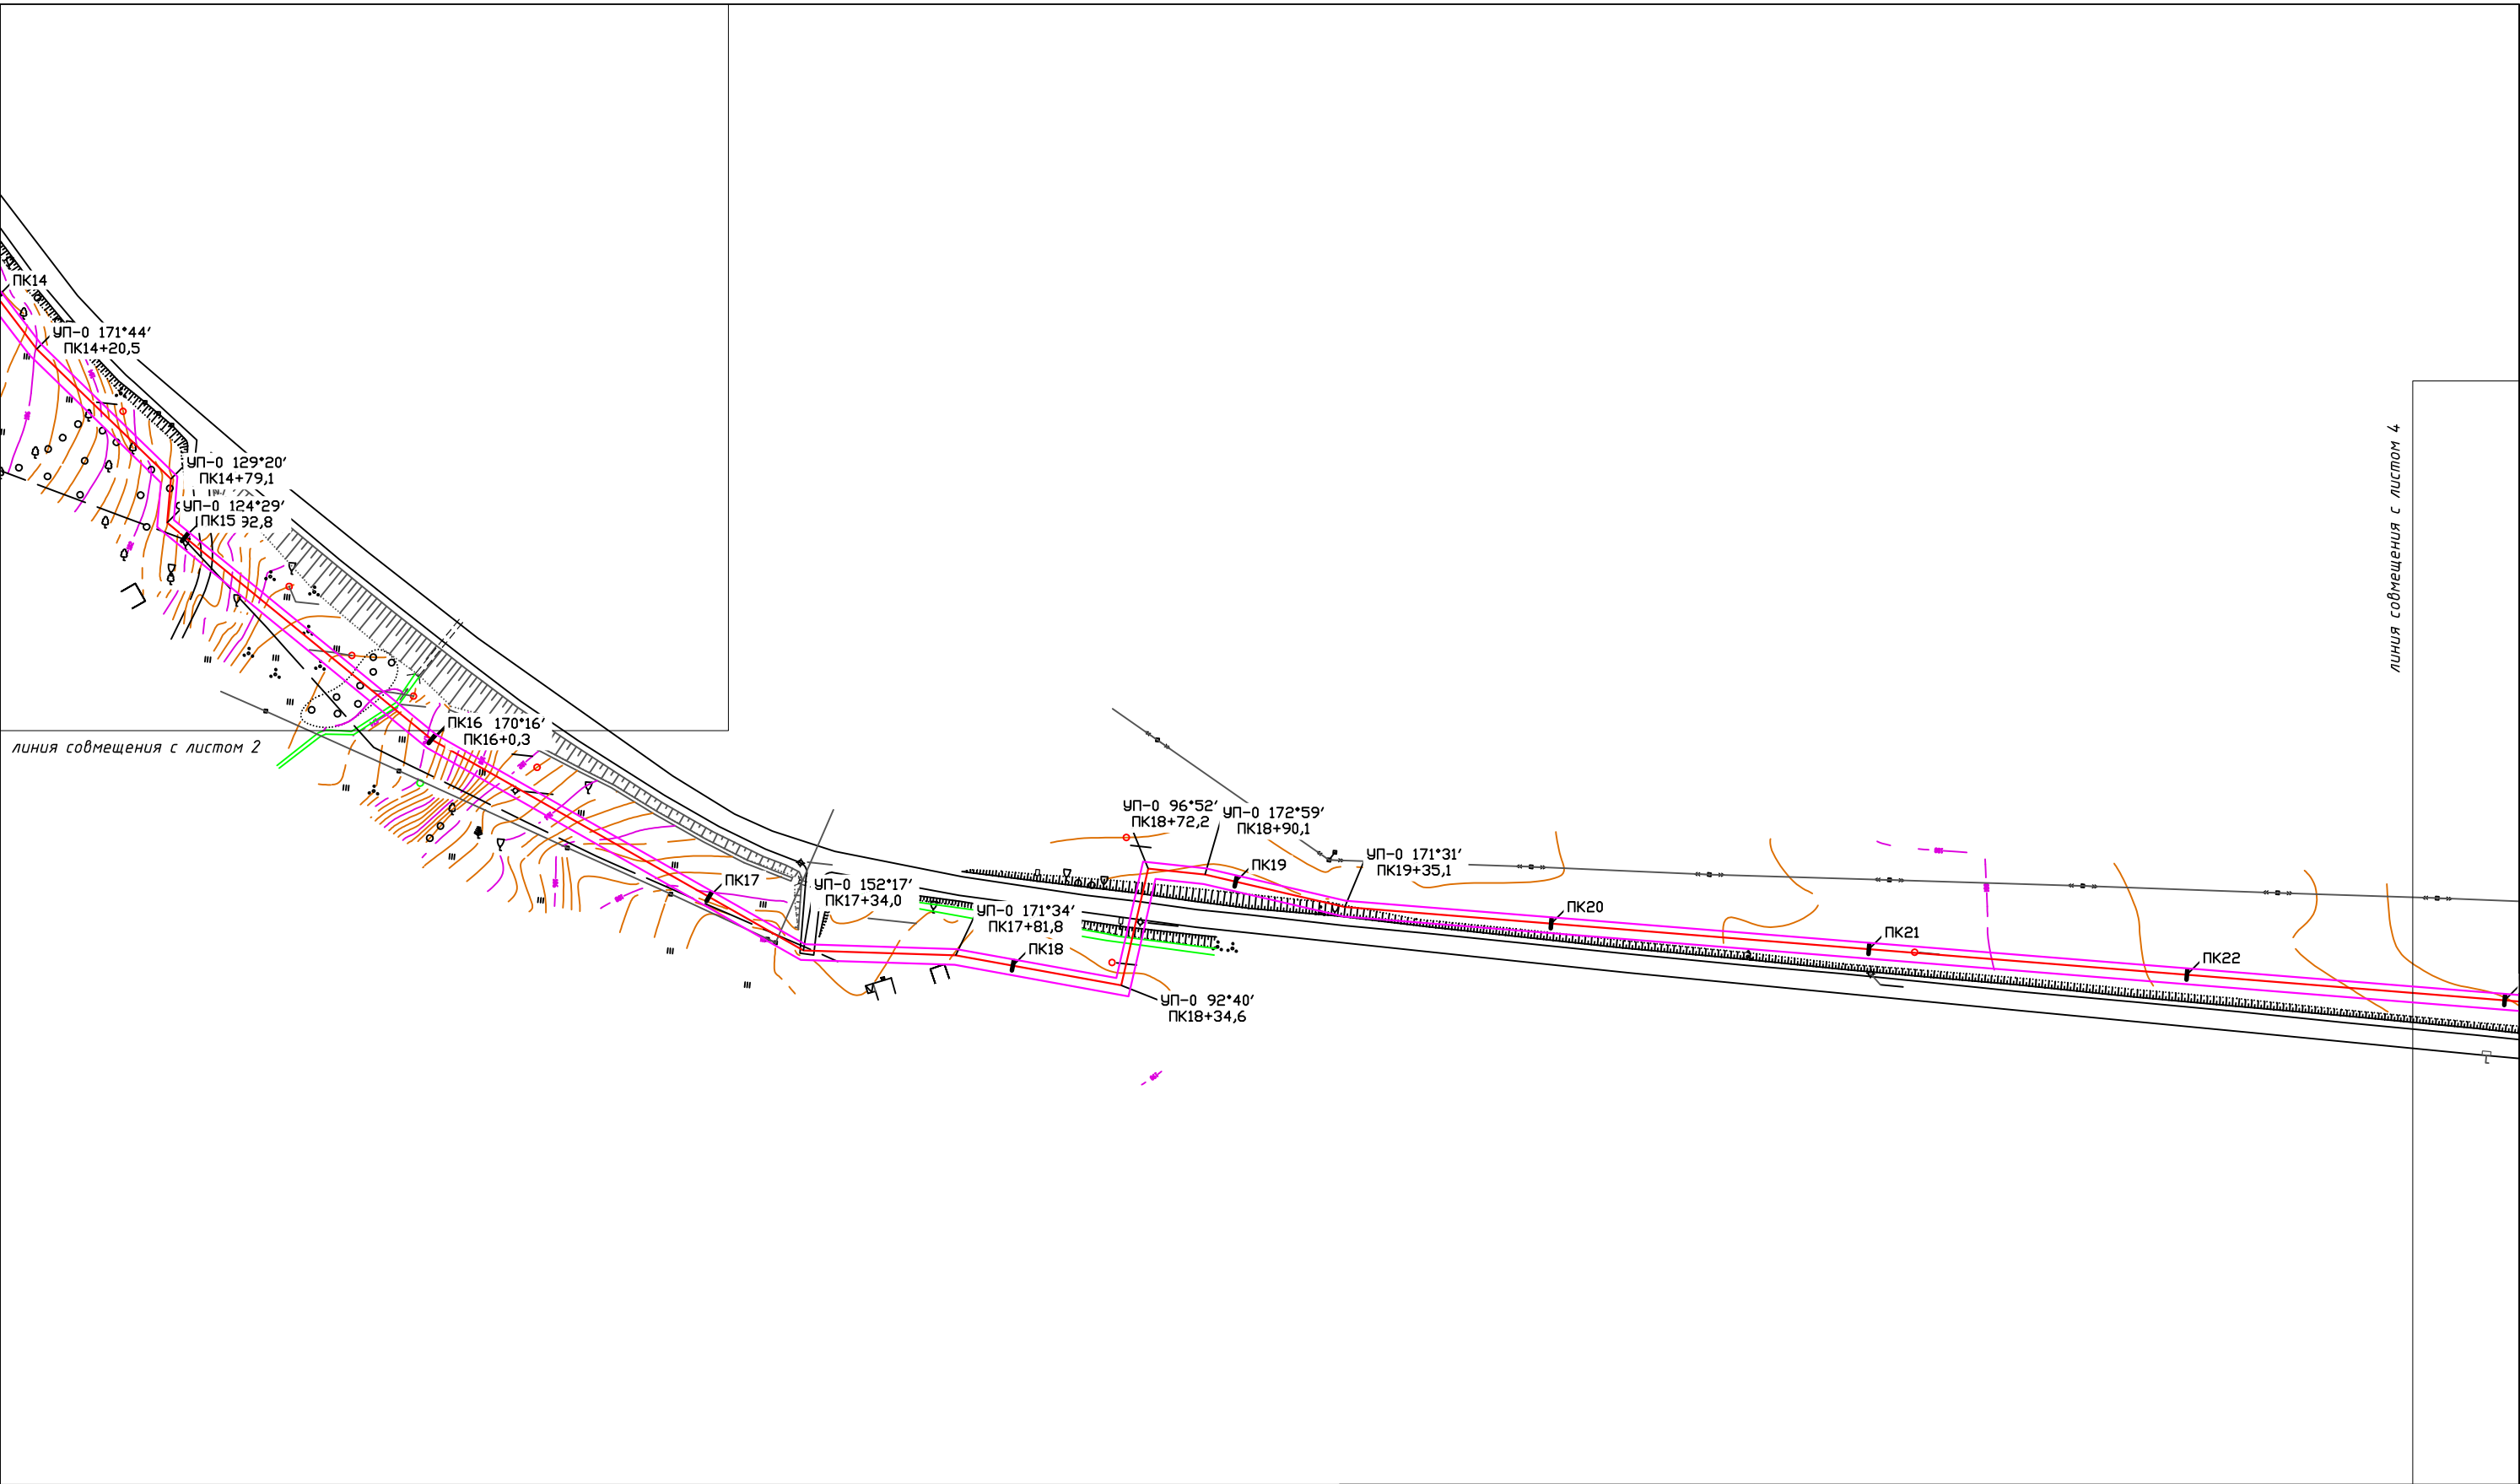 ПК14
УП-0 171°44′
ПК14+20,5
УП-0 129°20′
ПК14+79,1
УП-0 124°29′
ПК15 92,8
ПК16 170°16′
ПК16+0,3
линия совмещения с листом 2
ПК17
УП-0 152°17′
ПК17+34,0
УП-0 171°34′
ПК17+81,8
ПК18
УП-0 92°40′
ПК18+34,6
УП-0 96°52′
ПК18+72,2
УП-0 172°59′
ПК18+90,1
ПК19
УП-0 171°31′
ПК19+35,1
ПК20
ПК21
ПК22
линия совмещения с листом 4